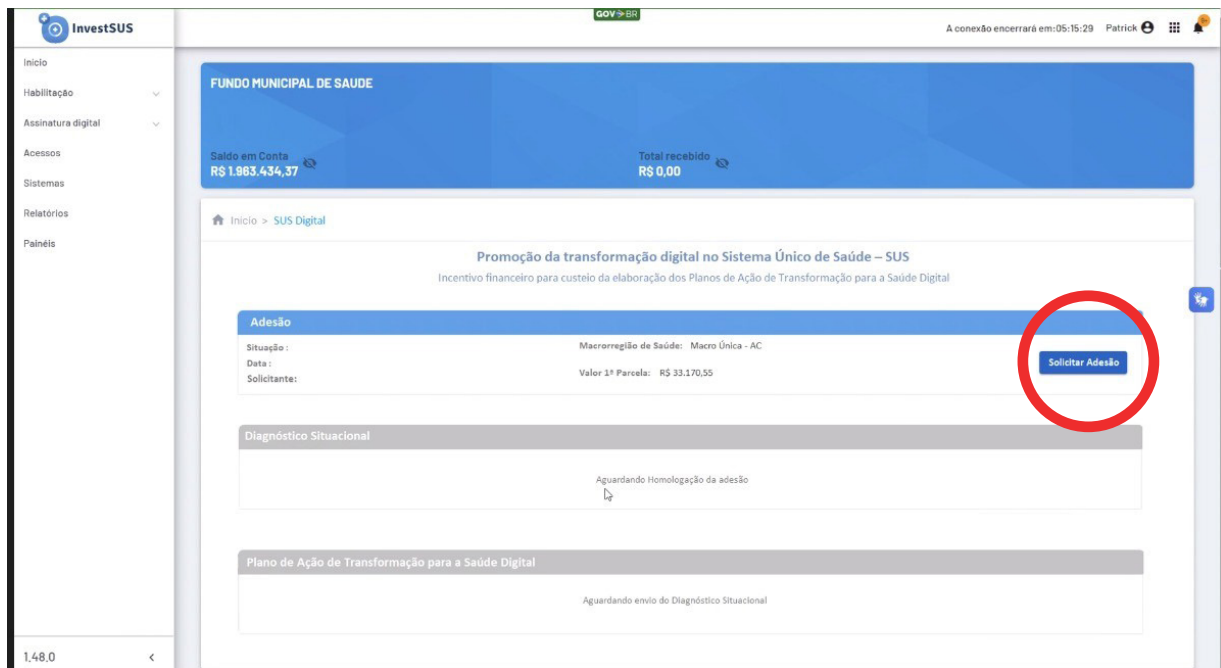 InvestSUS
GOV BR
A conexão encerrará em:05:15:29 Patrick
Início
Habilitação
Assinatura digital
Acessos
Sistemas
Relatórios
Painéis
FUNDO MUNICIPAL DE SAUDE
Saldo em Conta
R$ 1.963.434,37
Total recebido
R$ 0,00
Início > SUS Digital
Promoção da transformação digital no Sistema Único de Saúde – SUS
Incentivo financeiro para custeio da elaboração dos Planos de Ação de Transformação para a Saúde Digital
Adesão
Situação :
Data :
Solicitante:
Macrorregião de Saúde: Macro Única - AC
Valor 1ª Parcela: R$ 33.170,55
Solicitar Adesão
Diagnóstico Situacional
Aguardando Homologação da adesão
Plano de Ação de Transformação para a Saúde Digital
Aguardando envio do Diagnóstico Situacional
1.48.0 <